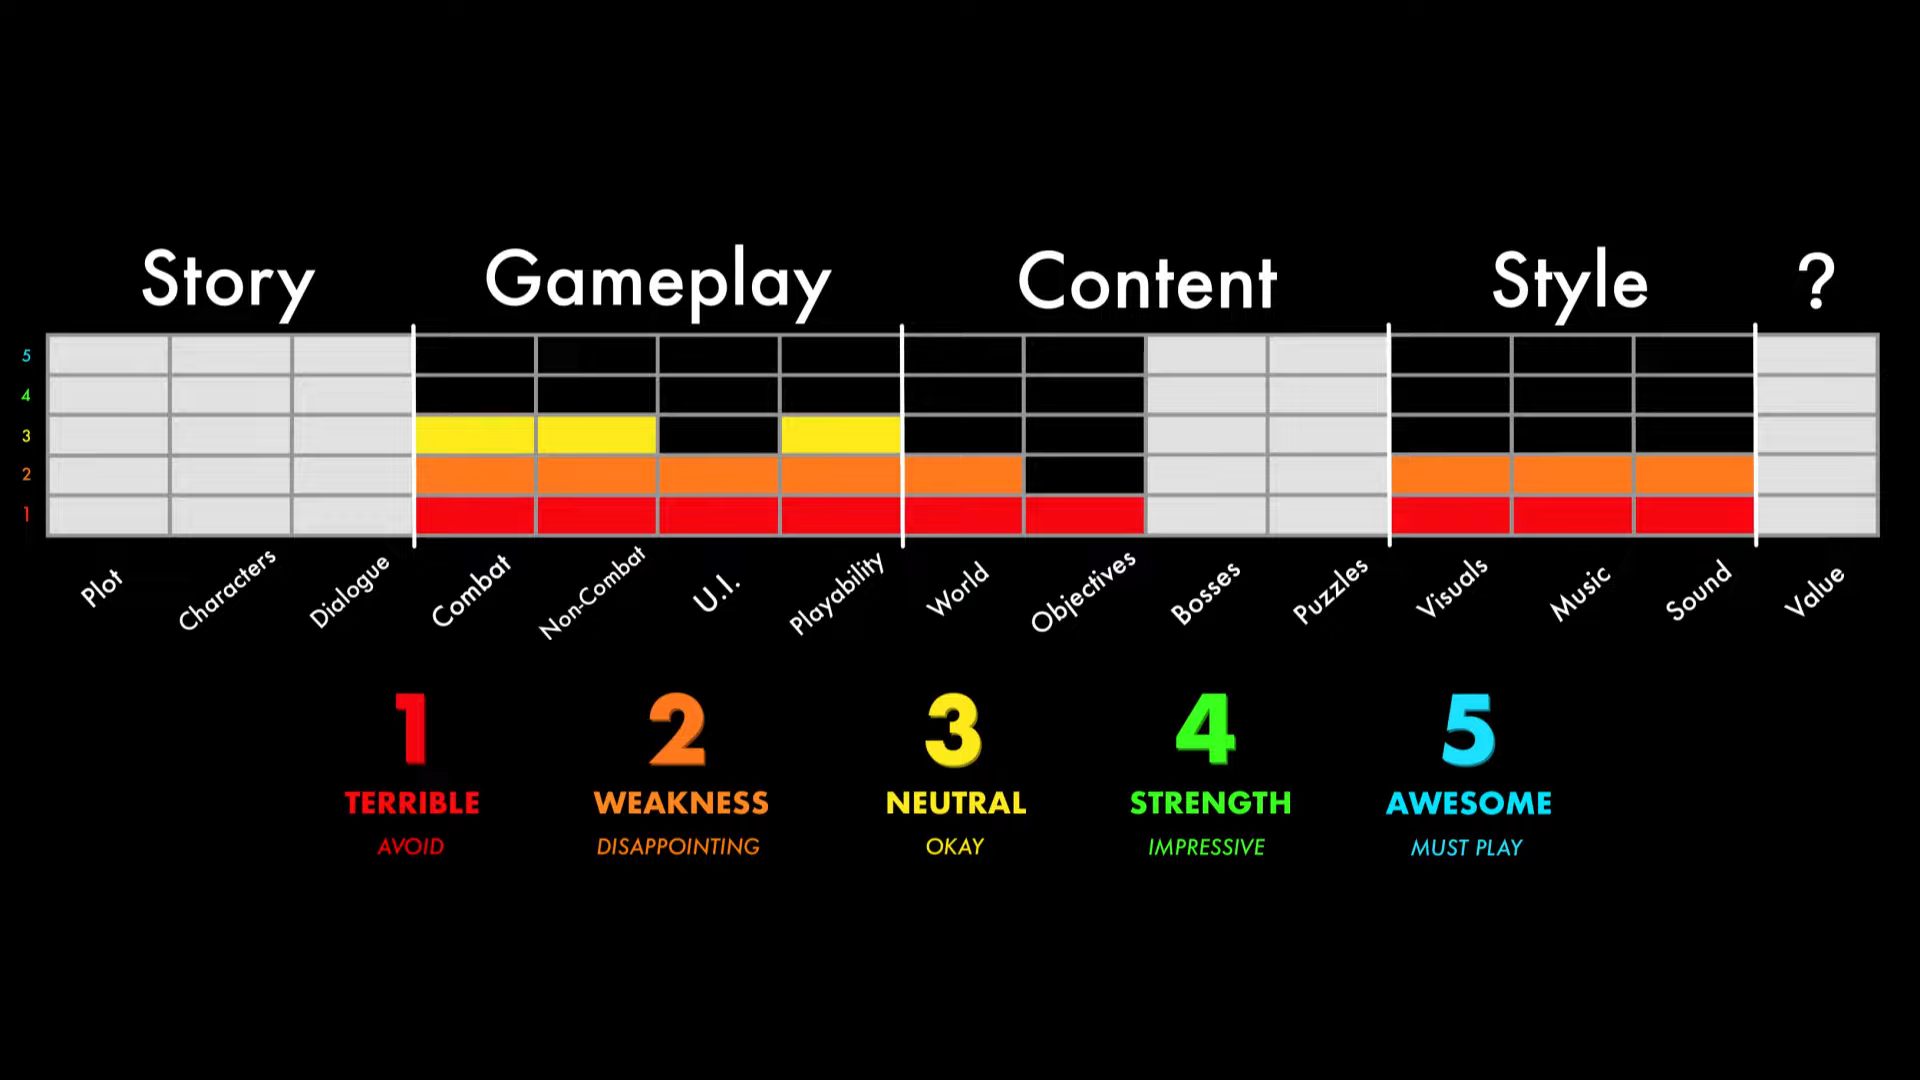 Story Gameplay Content Style ?
5
4
3
2
1
Plot Characters Dialogue Combat Non-Combat U.I. Playability World Objectives Bosses Puzzles Visuals Music Sound Value
1 2 3 4 5
TERRIBLE WEAKNESS NEUTRAL STRENGTH AWESOME
AVOID DISAPPOINTING OKAY IMPRESSIVE MUST PLAY